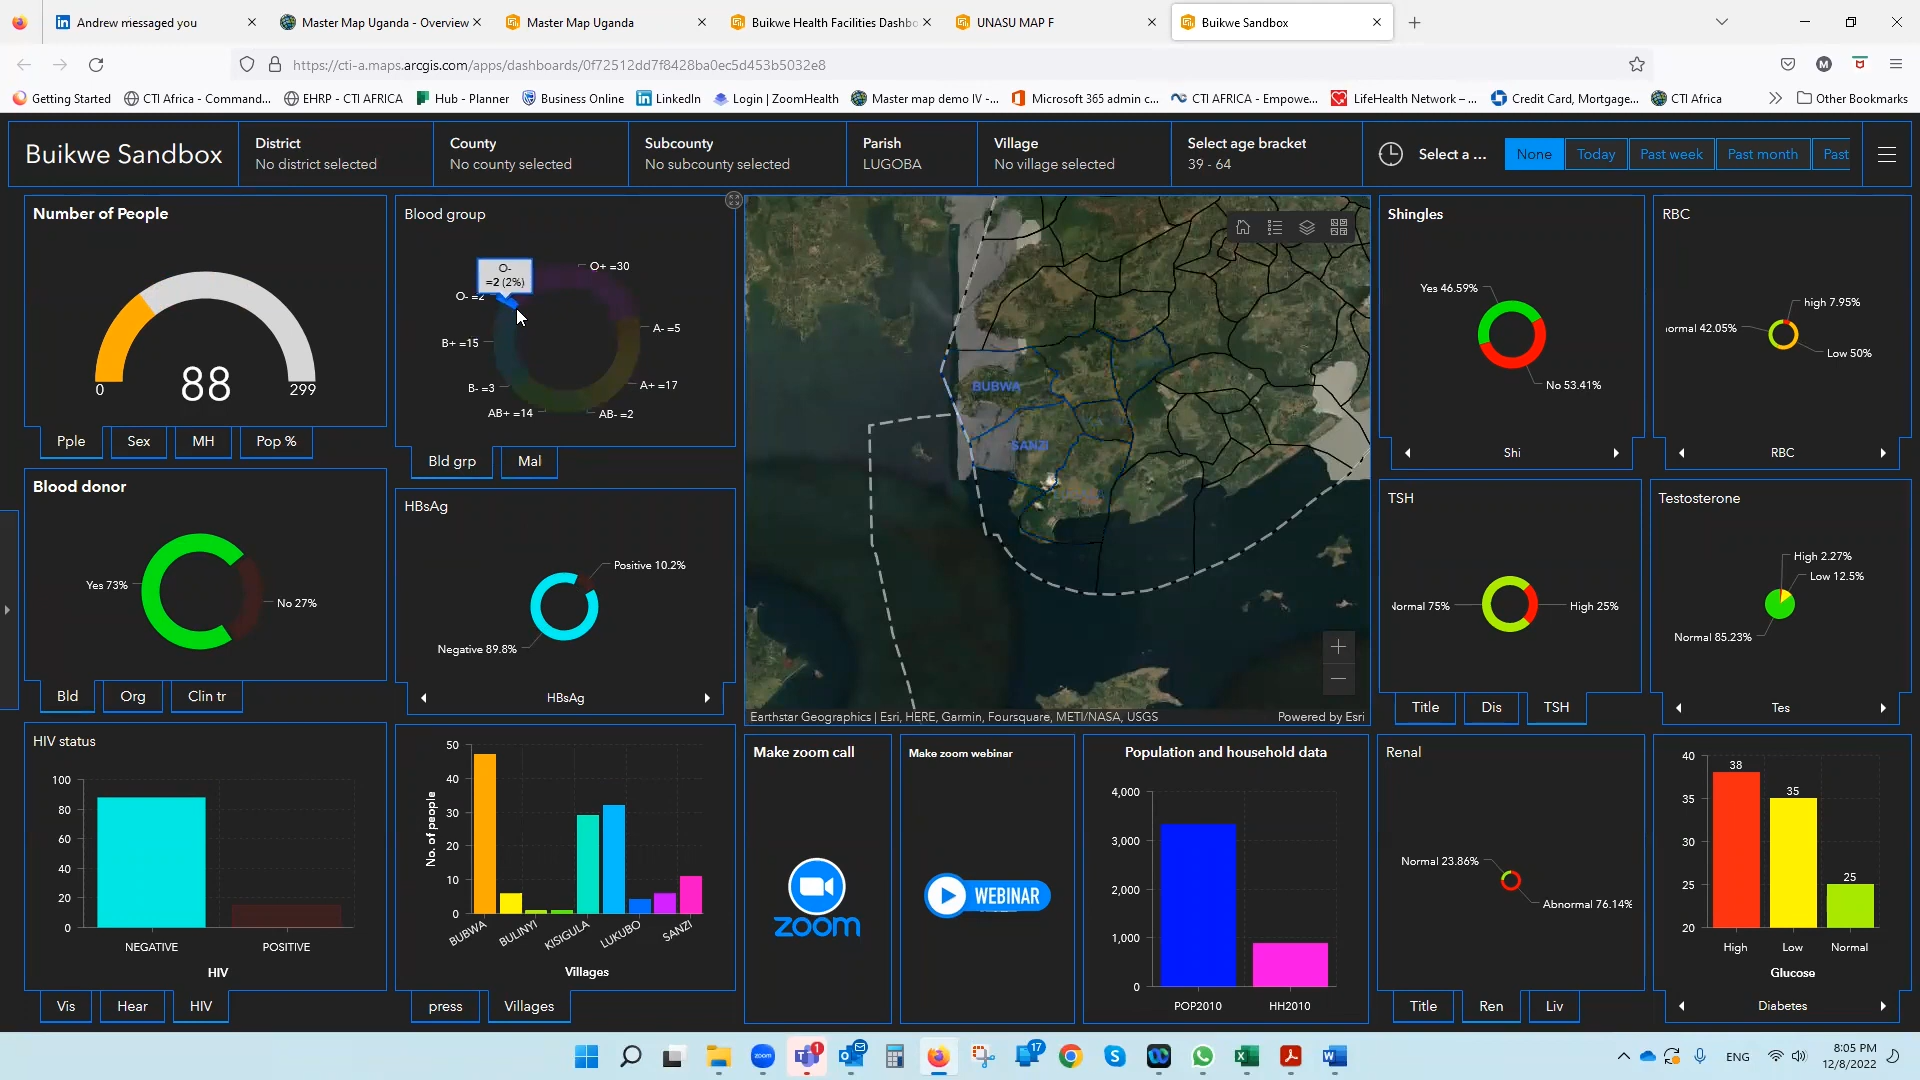 Andrew messaged you
Master Map Uganda - Overview
Master Map Uganda
Buikwe Health Facilities Dashbo
UNASU MAP F
Buikwe Sandbox
https://cti-a.maps.arcgis.com/apps/dashboards/0f72512dd7f8428ba0ec5d453b5032e8
Getting Started
CTI Africa - Command...
EHRP - CTI AFRICA
Hub - Planner
Business Online
LinkedIn
Login | ZoomHealth
Master map demo IV -...
Microsoft 365 admin c...
CTI AFRICA - Empowe...
LifeHealth Network – ...
Credit Card, Mortgage...
CTI Africa
Other Bookmarks
Buikwe Sandbox
District
No district selected
County
No county selected
Subcounty
No subcounty selected
Parish
LUGOBA
Village
No village selected
Select age bracket
39 - 64
Select a ...
None
Today
Past week
Past month
Past
Number of People
88
0
299
Pple
Sex
MH
Pop %
Blood group
O-
=2 (2%)
O+ =30
O- =2
A- =5
B+ =15
B- =3
A+ =17
AB+ =14
AB- =2
Bld grp
Mal
BUBWA
SANZI
Earthstar Geographics | Esri, HERE, Garmin, Foursquare, METI/NASA, USGS
Powered by Esri
Shingles
Yes 46.59%
No 53.41%
Shi
RBC
high 7.95%
ormal 42.05%
Low 50%
RBC
Blood donor
Yes 73%
No 27%
Bld
Org
Clin tr
HBsAg
Positive 10.2%
Negative 89.8%
HBsAg
TSH
Normal 75%
High 25%
Title
Dis
TSH
Testosterone
High 2.27%
Low 12.5%
Normal 85.23%
Tes
HIV status
100
80
60
40
20
0
NEGATIVE
POSITIVE
HIV
Vis
Hear
HIV
No. of people
50
40
30
20
10
0
BUBWA
BULINYI
KISIGULA
LUKUBO
SANZI
Villages
press
Villages
Make zoom call
zoom
Make zoom webinar
WEBINAR
Population and household data
4,000
3,000
2,000
1,000
0
POP2010
HH2010
Renal
Normal 23.86%
Abnormal 76.14%
Title
Ren
Liv
40
35
30
25
20
38
35
25
High
Low
Normal
Glucose
Diabetes
zoom
1
17
ENG
8:05 PM
12/8/2022